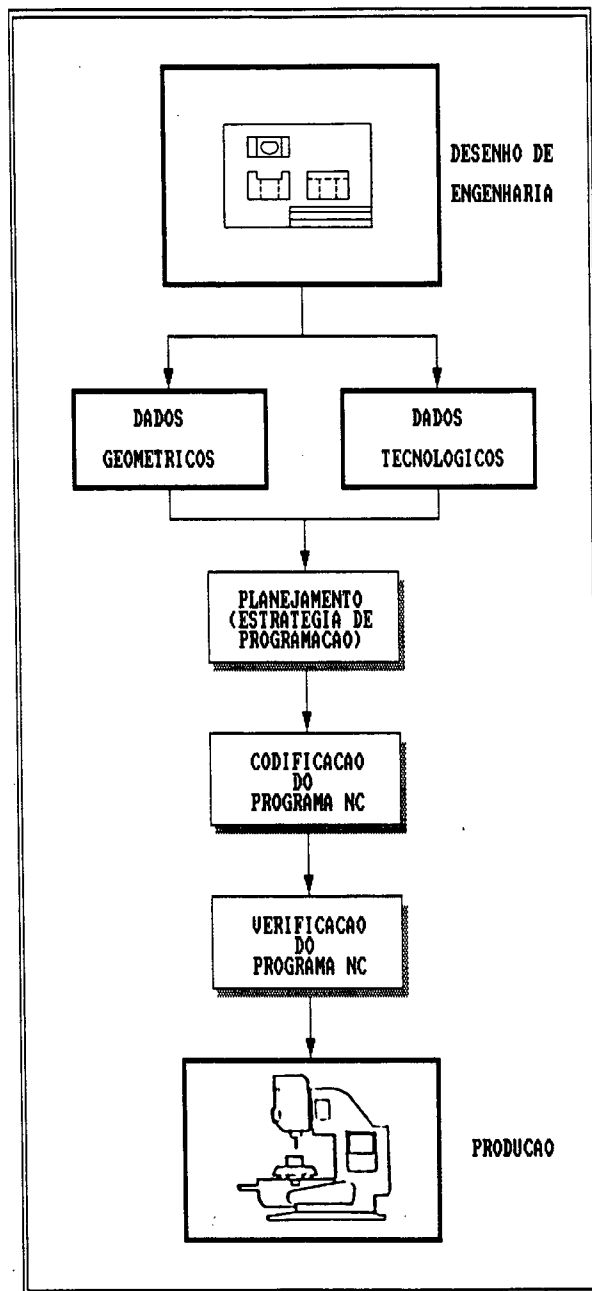 DESENHO DE
ENGENHARIA
DADOS
GEOMETRICOS
DADOS
TECNOLOGICOS
PLANEJAMENTO
(ESTRATEGIA DE
PROGRAMACAO)
CODIFICACAO
DO
PROGRAMA NC
VERIFICACAO
DO
PROGRAMA NC
PRODUCAO